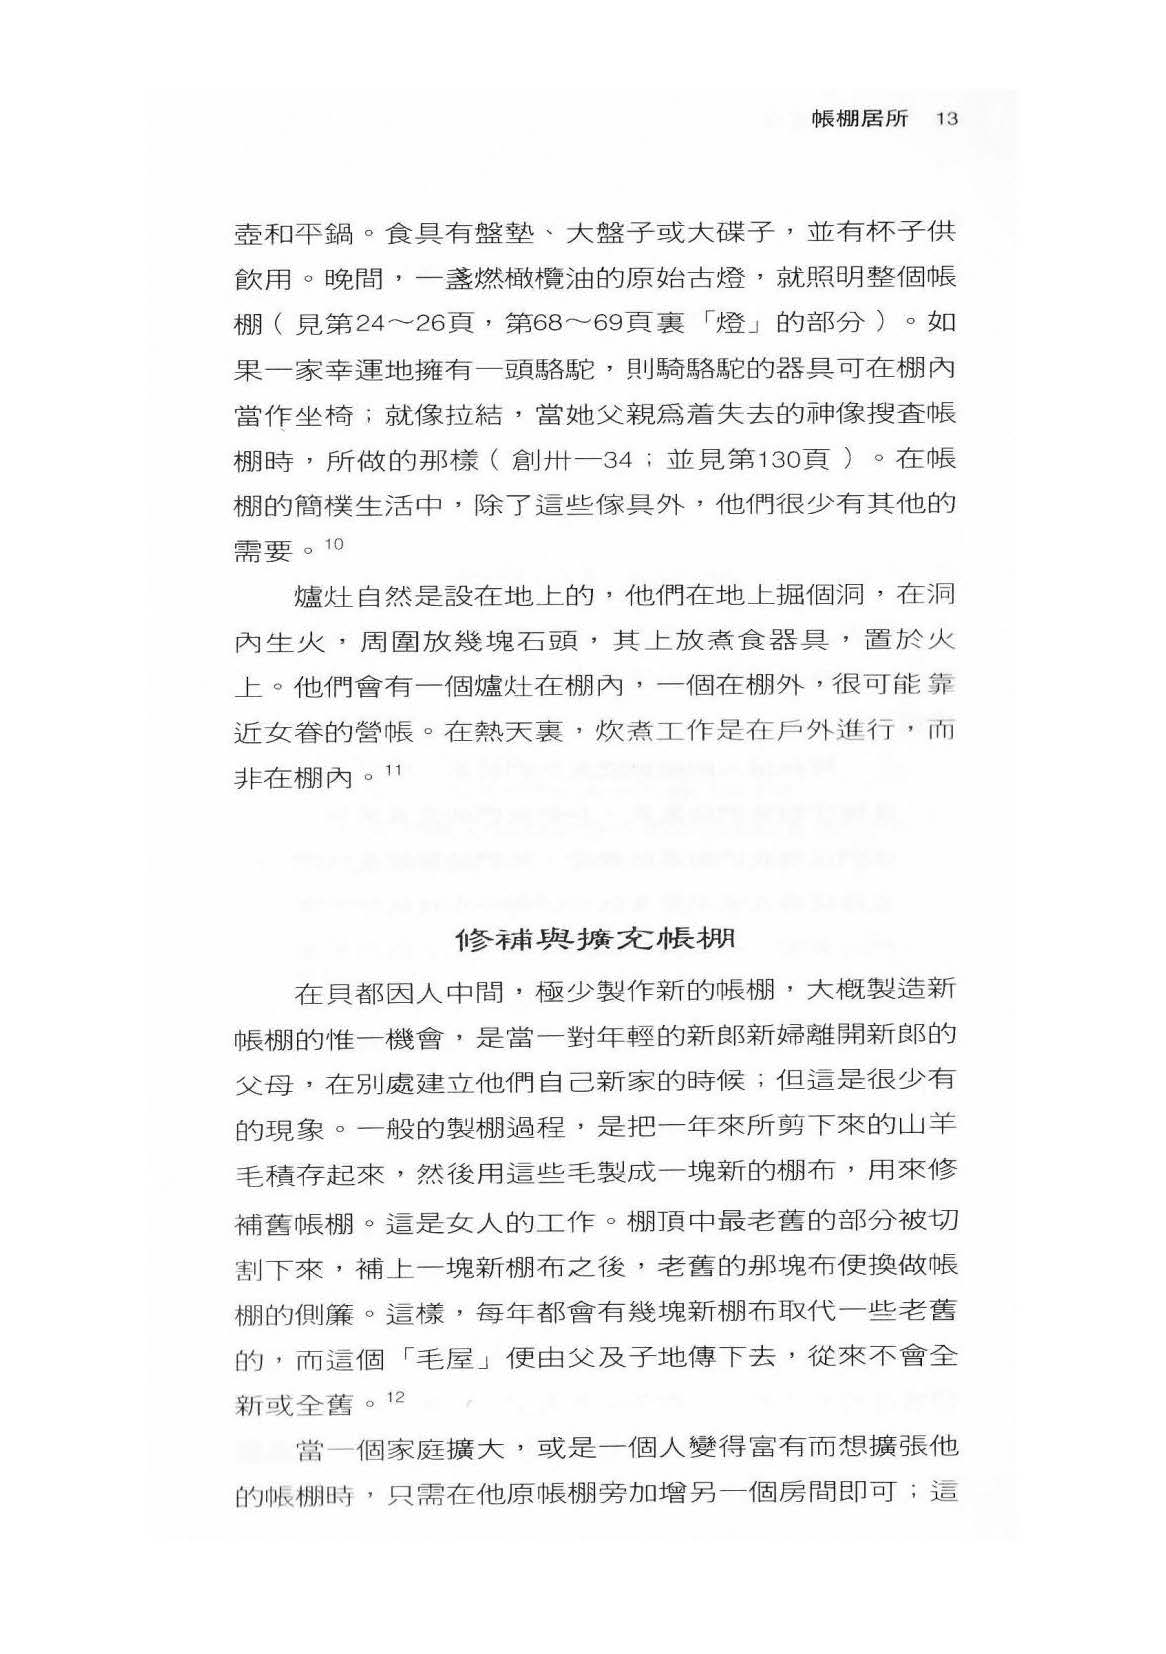 帳棚居所 13
壺和平鍋。食具有盤墊、大盤子或大碟子，並有杯子供
飲用。晚間，一盞燃橄欖油的原始古燈，就照明整個帳
棚（見第24～26頁，第68～69頁裏「燈」的部分）。如
果一家幸運地擁有一頭駱駝，則騎駱駝的器具可在棚內
當作坐椅；就像拉結，當她父親爲着失去的神像搜查帳
棚時，所做的那樣（創卅一34；並見第130頁）。在帳
棚的簡樸生活中，除了這些傢具外，他們很少有其他的
需要。10
爐灶自然是設在地上的，他們在地上掘個洞，在洞
內生火，周圍放幾塊石頭，其上放煮食器具，置於火
上。他們會有一個爐灶在棚內，一個在棚外，很可能靠
近女眷的營帳。在熱天裏，炊煮工作是在戶外進行，而
非在棚內。11
修補與擴充帳棚
在貝都因人中間，極少製作新的帳棚，大概製造新
帳棚的惟一機會，是當一對年輕的新郎新婦離開新郎的
父母，在別處建立他們自己新家的時候；但這是很少有
的現象。一般的製棚過程，是把一年來所剪下來的山羊
毛積存起來，然後用這些毛製成一塊新的棚布，用來修
補舊帳棚。這是女人的工作。棚頂中最老舊的部分被切
割下來，補上一塊新棚布之後，老舊的那塊布便換做帳
棚的側簾。這樣，每年都會有幾塊新棚布取代一些老舊
的，而這個「毛屋」便由父及子地傳下去，從來不會全
新或全舊。12
當一個家庭擴大，或是一個人變得富有而想擴張他
的帳棚時，只需在他原帳棚旁加增另一個房間即可；這